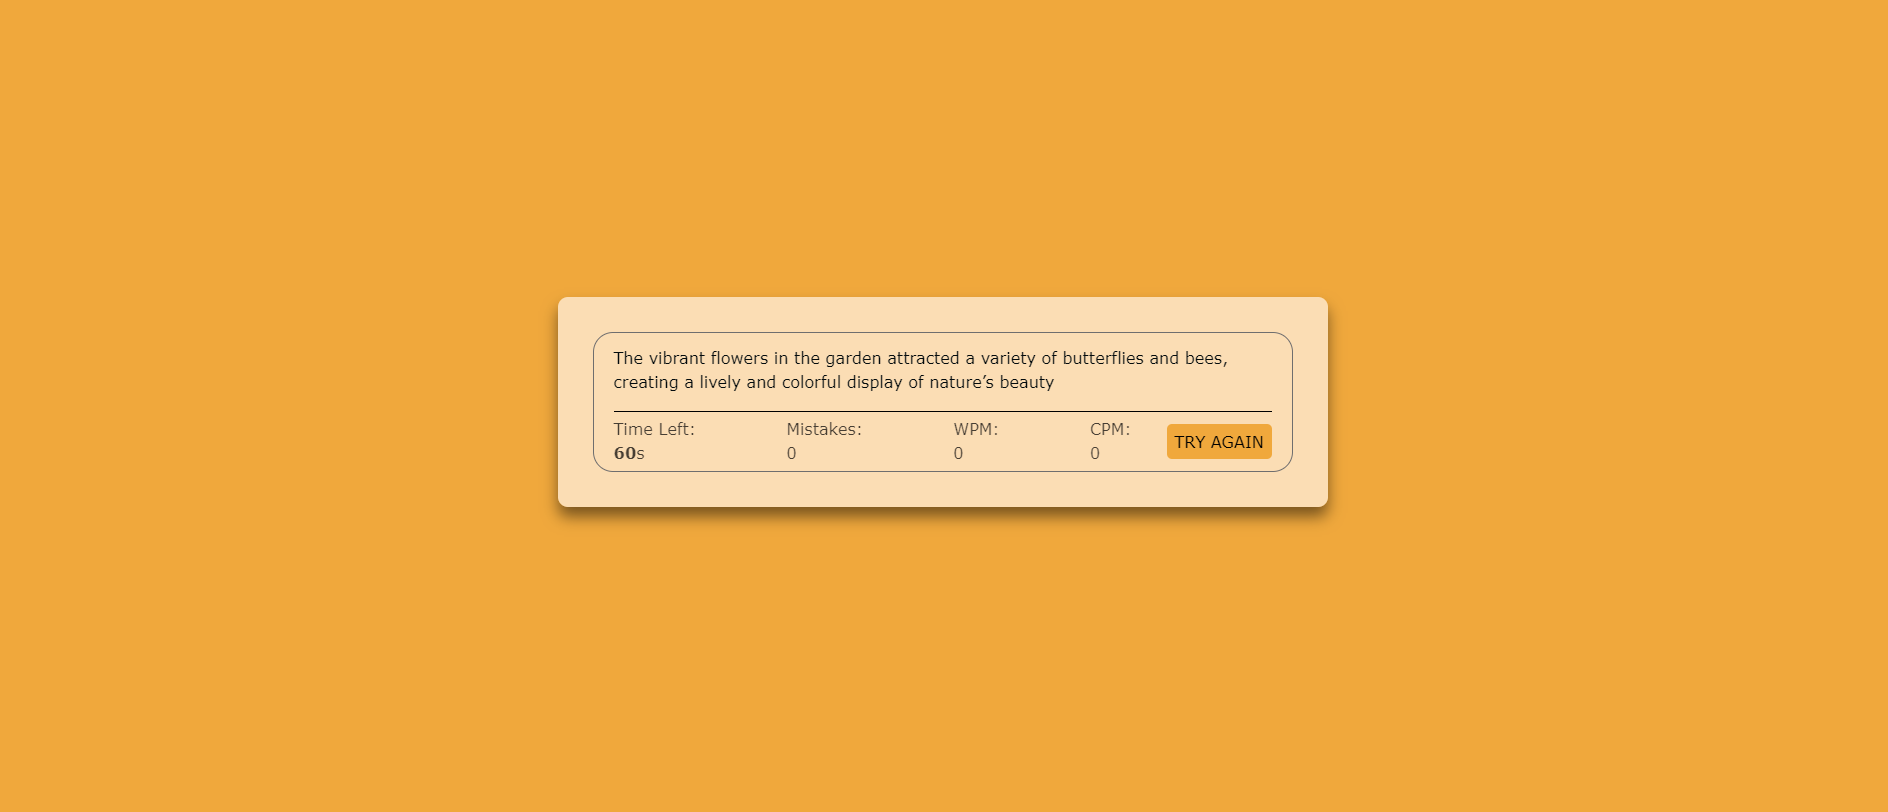 The vibrant flowers in the garden attracted a variety of butterflies and bees,
creating a lively and colorful display of nature’s beauty
Time Left: Mistakes: WPM: CPM: TRY AGAIN
60s 0 0 0